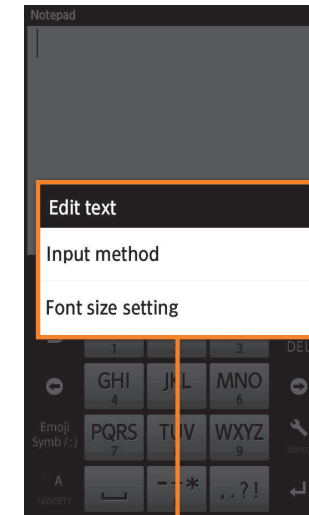 Notepad
Edit text
Input method
Font size setting
1 3 DEL
GHI JKL MNO
4 6
Emoji PQRS TUV WXYZ
Symb/:) 7 9
A - - * , . ? !
QWERTY